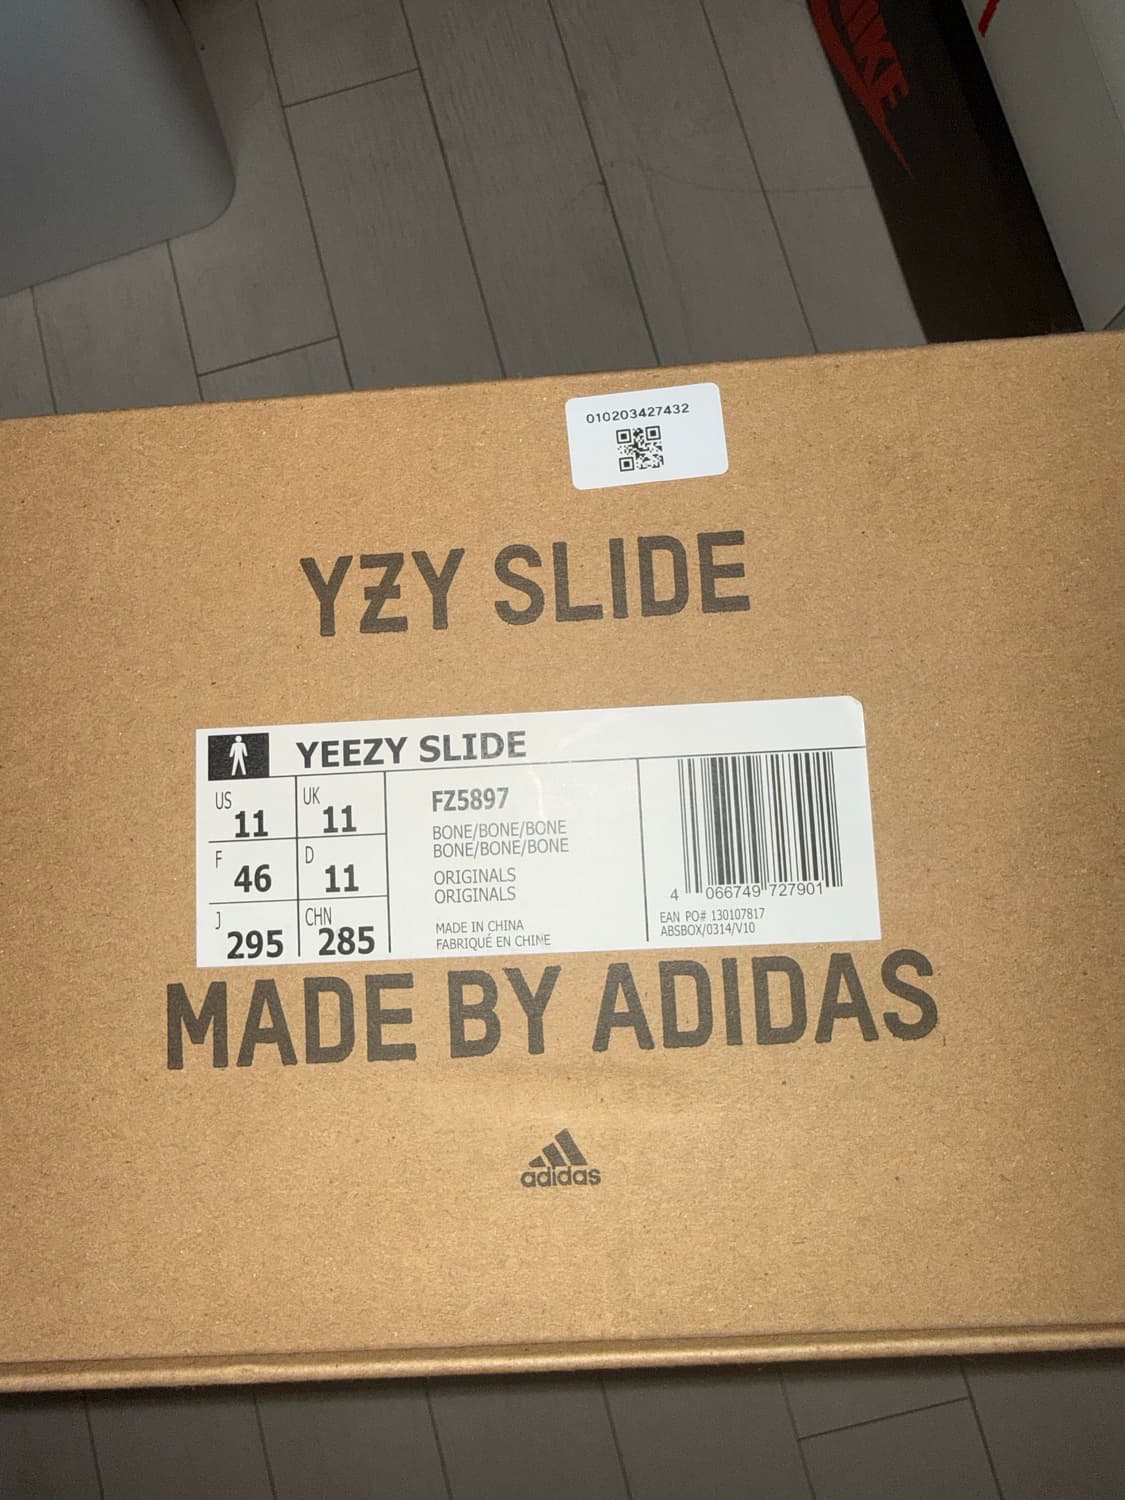 NIKE
010203427432
YZY SLIDE
YEEZY SLIDE
US 11 UK 11
F 46 D 11
J 295 CHN 285
FZ5897
BONE/BONE/BONE
BONE/BONE/BONE
ORIGINALS
ORIGINALS
MADE IN CHINA
FABRIQUÉ EN CHINE
4 066749 727901
EAN PO# 130107817
ABSBOX/0314/V10
MADE BY ADIDAS
adidas